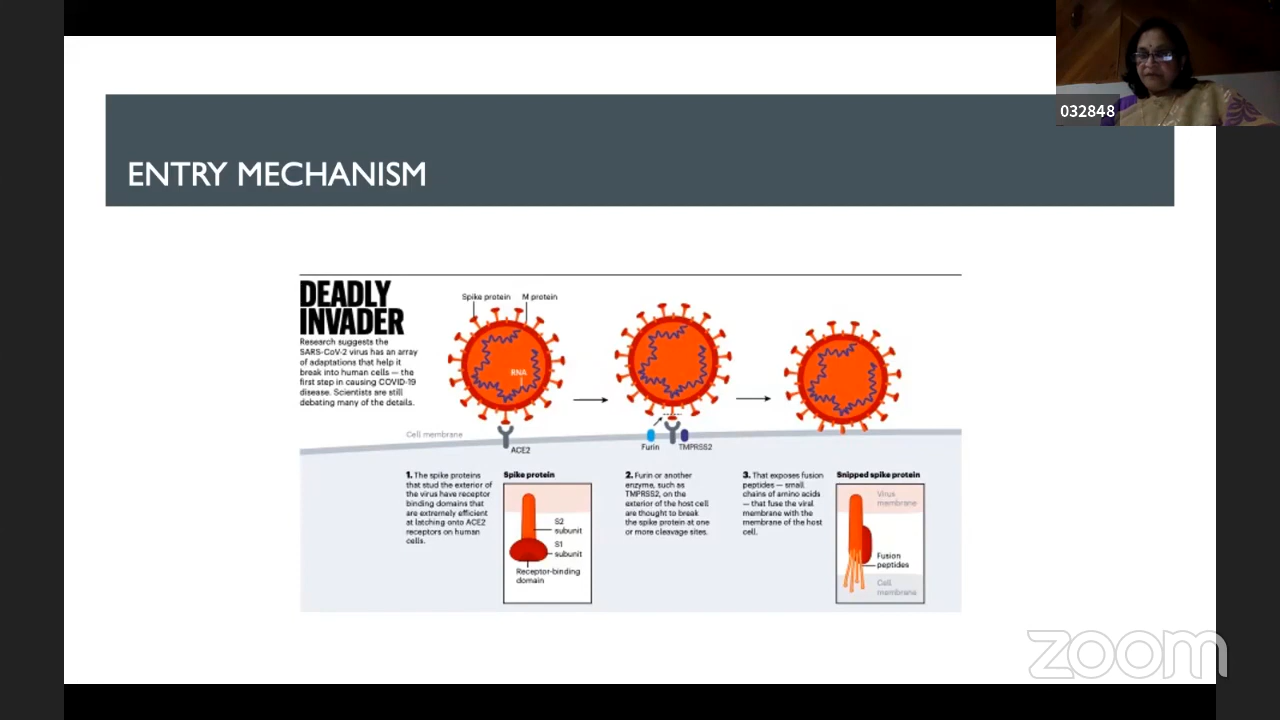 032848
ENTRY MECHANISM
DEADLY
INVADER
Research suggests the
SARS-CoV-2 virus has an array
of adaptations that help it
break into human cells — the
first step in causing COVID-19
disease. Scientists are still
debating many of the details.
Spike protein
M protein
RNA
Cell membrane
ACE2
Furin
TMPRSS2
1. The spike proteins
that stud the exterior of
the virus have receptor
binding domains that
are extremely efficient
at latching onto ACE2
receptors on human
cells.
Spike protein
S2
subunit
S1
subunit
Receptor-binding
domain
2. Furin or another
enzyme, such as
TMPRSS2, on the
exterior of the host cell
are thought to break
the spike protein at one
or more cleavage sites.
3. That exposes fusion
peptides — small
chains of amino acids
— that fuse the viral
membrane with the
membrane of the host
cell.
Snipped spike protein
Virus
membrane
Fusion
peptides
Cell
membrane
zoom